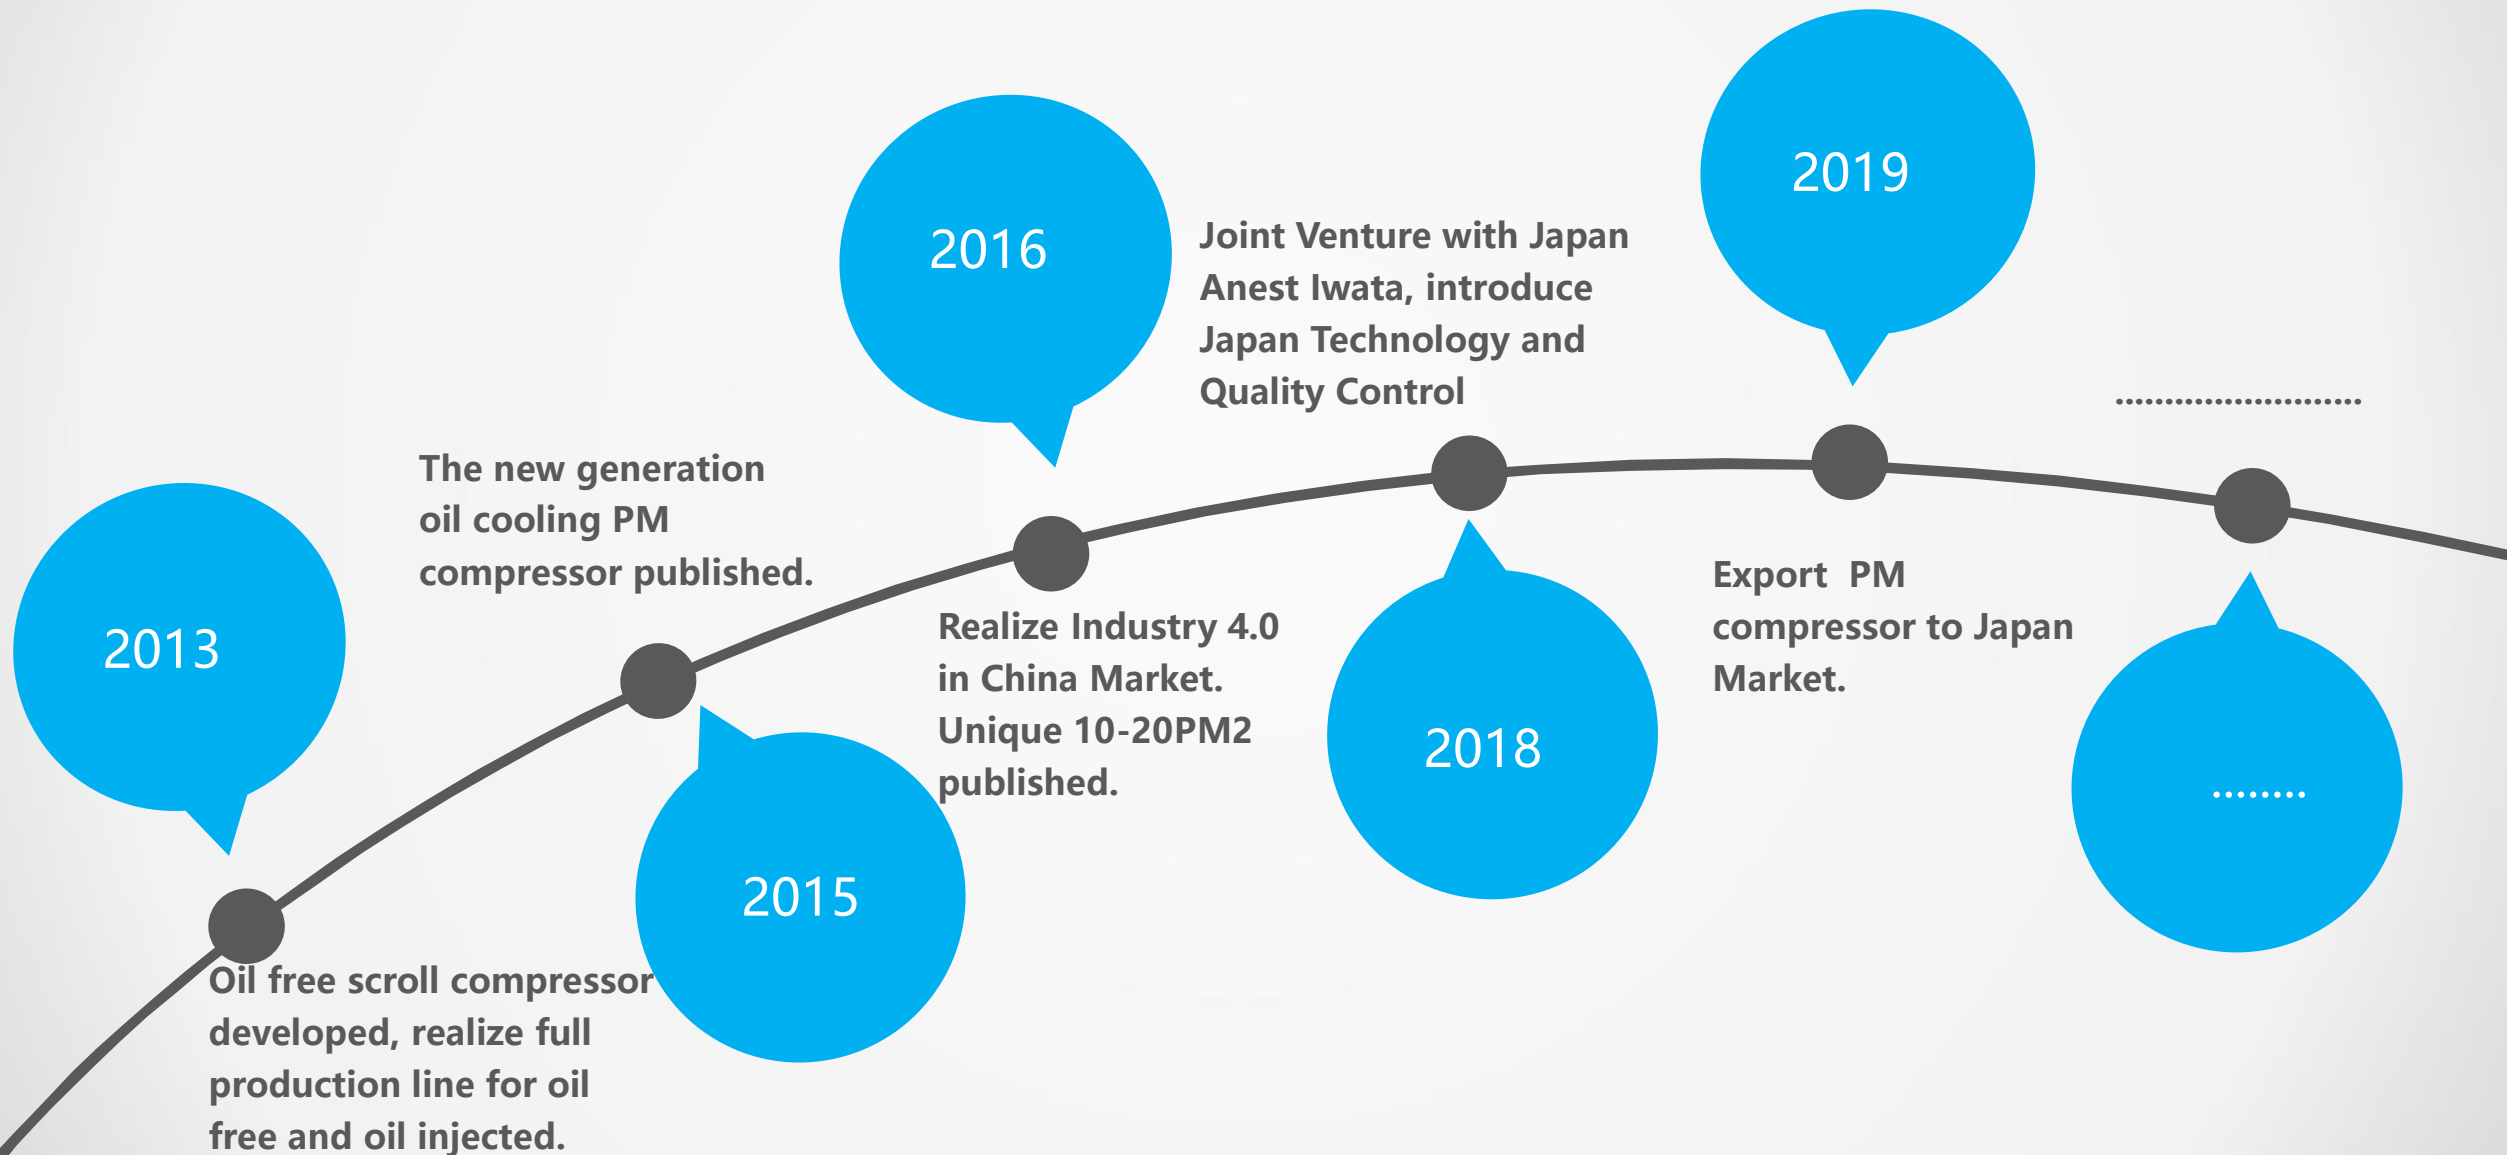 2013
Oil free scroll compressor
developed, realize full
production line for oil
free and oil injected.
The new generation
oil cooling PM
compressor published.
2015
2016
Realize Industry 4.0
in China Market.
Unique 10-20PM2
published.
Joint Venture with Japan
Anest Iwata, introduce
Japan Technology and
Quality Control
2018
2019
Export  PM
compressor to Japan
Market.
.........................
........